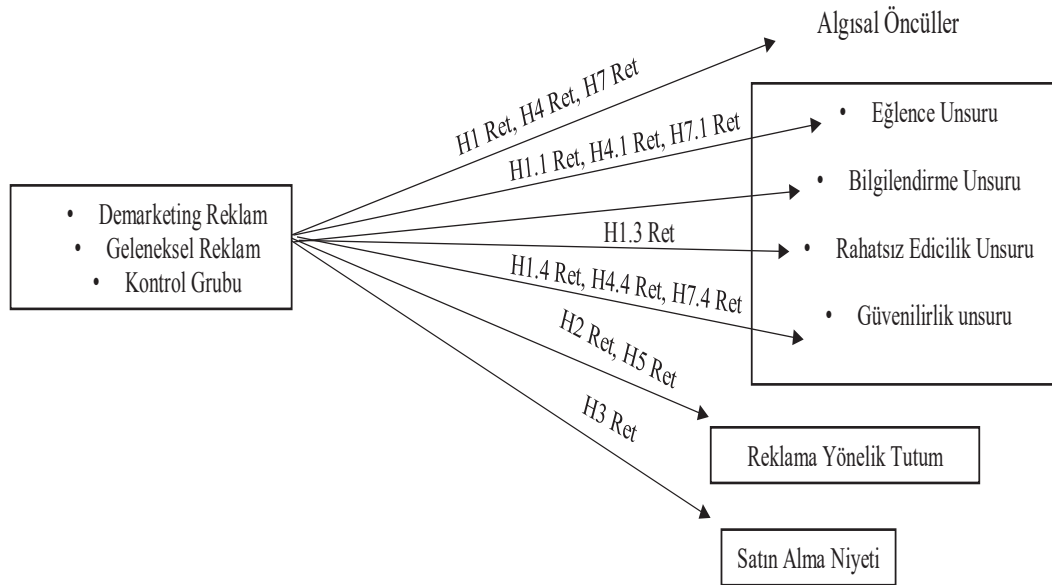 Algısal Öncüller
H1 Ret, H4 Ret, H7 Ret
H1.1 Ret, H4.1 Ret, H7.1 Ret
• Eğlence Unsuru
• Bilgilendirme Unsuru
• Demarketing Reklam
• Geleneksel Reklam
• Kontrol Grubu
H1.3 Ret
• Rahatsız Edicilik Unsuru
H1.4 Ret, H4.4 Ret, H7.4 Ret
• Güvenilirlik unsuru
H2 Ret, H5 Ret
H3 Ret
Reklama Yönelik Tutum
Satın Alma Niyeti